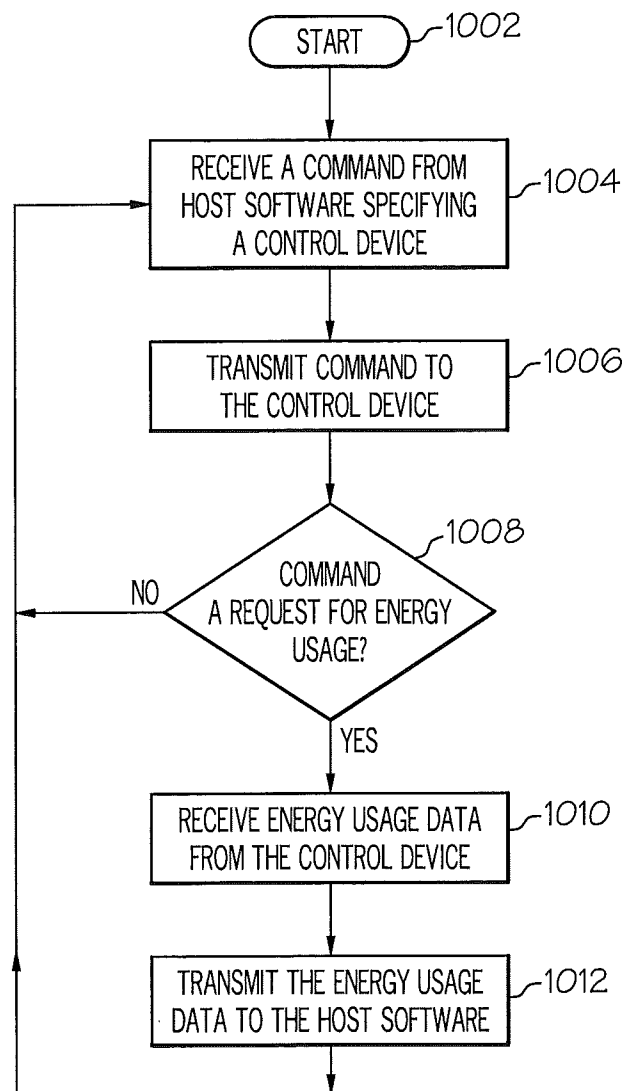 START
1002
RECEIVE A COMMAND FROM
HOST SOFTWARE SPECIFYING
A CONTROL DEVICE
1004
TRANSMIT COMMAND TO
THE CONTROL DEVICE
1006
COMMAND
A REQUEST FOR ENERGY
USAGE?
1008
NO
YES
RECEIVE ENERGY USAGE DATA
FROM THE CONTROL DEVICE
1010
TRANSMIT THE ENERGY USAGE
DATA TO THE HOST SOFTWARE
1012